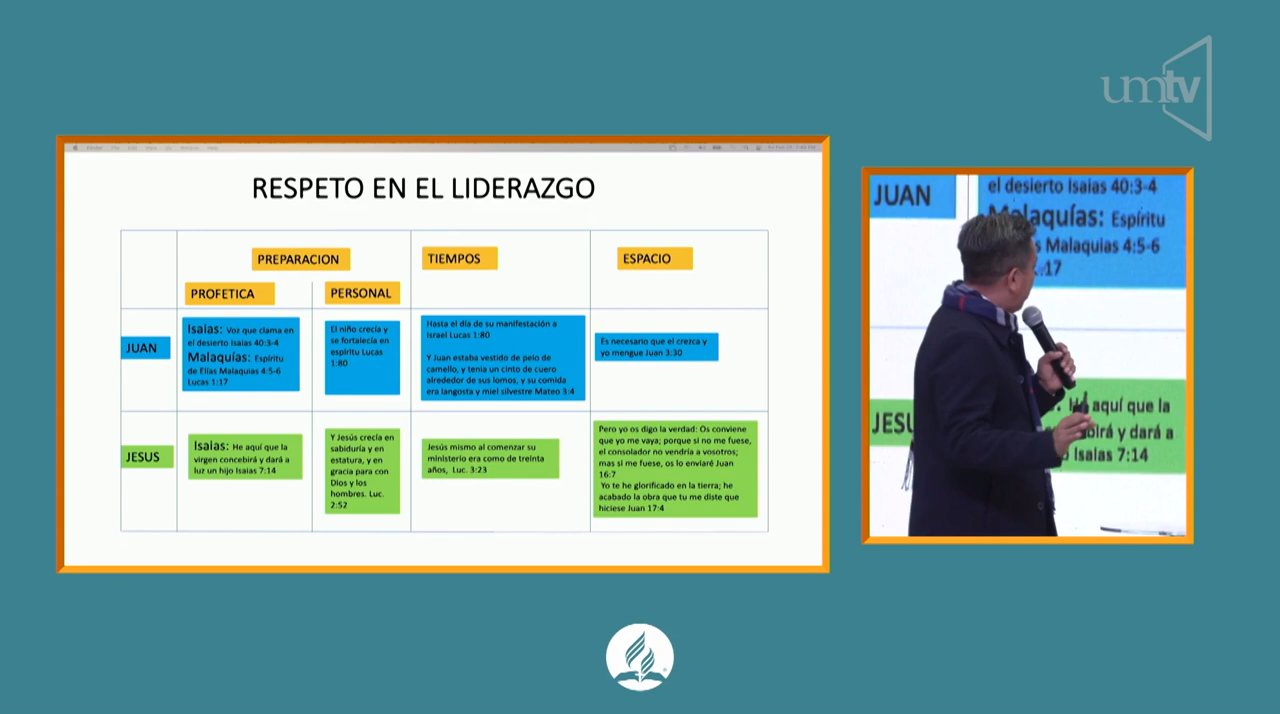 umtv
RESPETO EN EL LIDERAZGO
PREPARACION
TIEMPOS
ESPACIO
PROFETICA
PERSONAL
JUAN
Isaias: Voz que clama en
el desierto Isaias 40:3-4
Malaquías: Espíritu
de Elías Malaquias 4:5-6
Lucas 1:17
El niño crecía y
se fortalecía en
espíritu Lucas
1:80
Hasta el día de su manifestación a
Israel Lucas 1:80
Y Juan estaba vestido de pelo de
camello, y tenía un cinto de cuero
alrededor de sus lomos, y su comida
era langosta y miel silvestre Mateo 3:4
Es necesario que el crezca y
yo mengue Juan 3:30
JESUS
Isaías: He aquí que la
virgen concebirá y dará a
luz un hijo Isaias 7:14
Y Jesús crecía en
sabiduría y en
estatura, y en
gracia para con
Dios y los
hombres. Luc.
2:52
Jesús mismo al comenzar su
ministerio era como de treinta
años, Luc. 3:23
Pero yo os digo la verdad: Os conviene
que yo me vaya; porque si no me fuese,
el consolador no vendría a vosotros;
mas si me fuese, os lo enviaré Juan
16:7
Yo te he glorificado en la tierra; he
acabado la obra que tu me diste que
hiciese Juan 17:4
JUAN
el desierto Isaias 40:3-4
Malaquías: Espíritu
s Malaquias 4:5-6
17
JESU
aquí que la
birá y dará a
Isaias 7:14